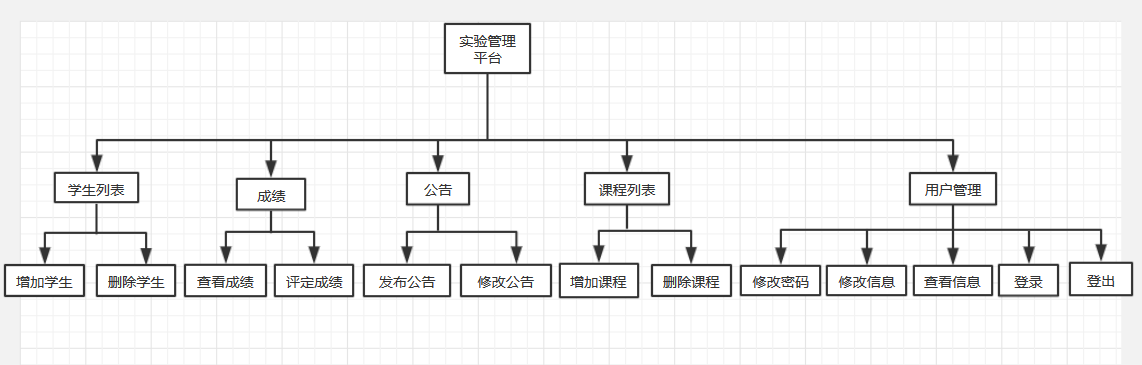 实验管理
平台
学生列表
成绩
公告
课程列表
用户管理
增加学生
删除学生
查看成绩
评定成绩
发布公告
修改公告
增加课程
删除课程
修改密码
修改信息
查看信息
登录
登出